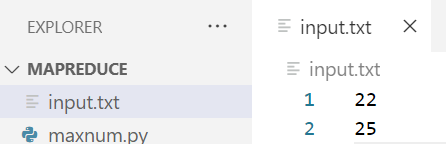 EXPLORER ...
MAPREDUCE
input.txt
maxnum.py
input.txt
input.txt
1 22
2 25